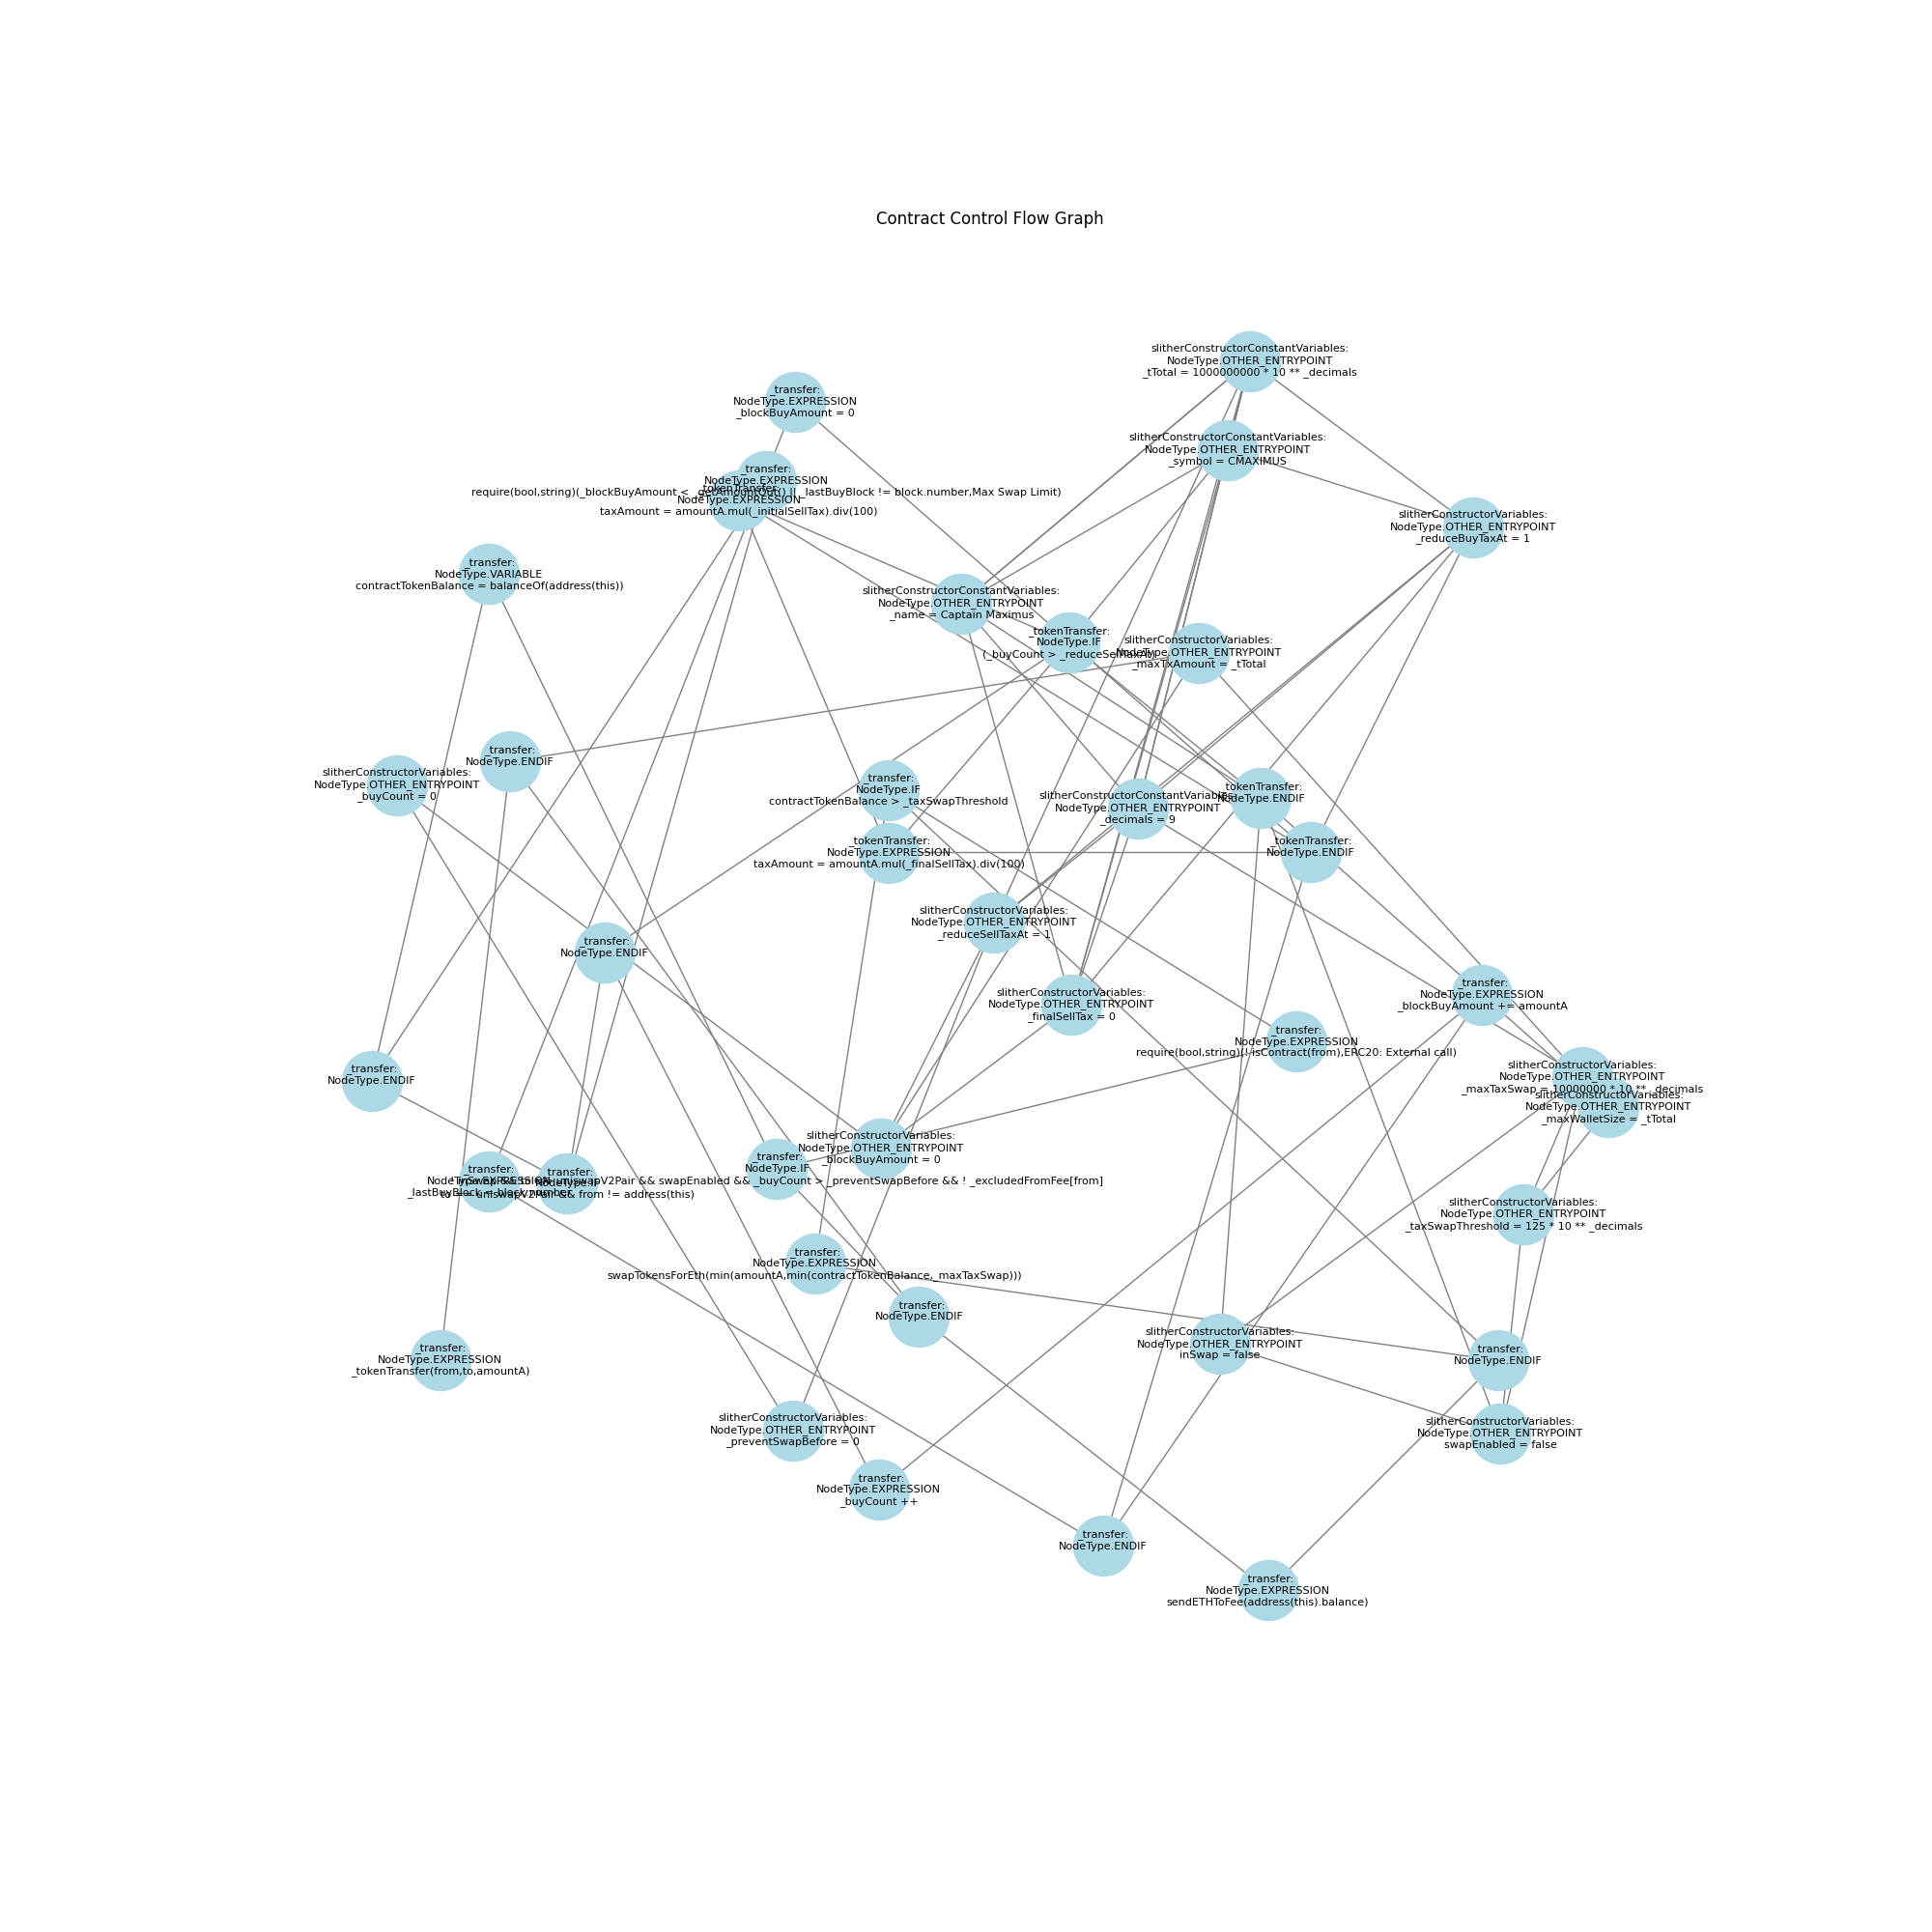 Contract Control Flow Graph
slitherConstructorConstantVariables:
NodeType.OTHER_ENTRYPOINT
_tTotal = 1000000000 * 10 ** _decimals
_transfer:
NodeType.EXPRESSION
_blockBuyAmount = 0
slitherConstructorConstantVariables:
NodeType.OTHER_ENTRYPOINT
_symbol = CMAXIMUS
_transfer:
NodeType.EXPRESSION
require(bool,string)(_blockBuyAmount < _getAmountOut() || _lastBuyBlock != block.number,Max Swap Limit)
_tokenTransfer:
NodeType.EXPRESSION
taxAmount = amountA.mul(_initialSellTax).div(100)
slitherConstructorVariables:
NodeType.OTHER_ENTRYPOINT
_reduceBuyTaxAt = 1
_transfer:
NodeType.VARIABLE
contractTokenBalance = balanceOf(address(this))
slitherConstructorConstantVariables:
NodeType.OTHER_ENTRYPOINT
_name = Captain Maximus
_tokenTransfer:
NodeType.IF
(_buyCount > _reduceSellTaxAt)
slitherConstructorVariables:
NodeType.OTHER_ENTRYPOINT
_maxTxAmount = _tTotal
_transfer:
NodeType.ENDIF
slitherConstructorVariables:
NodeType.OTHER_ENTRYPOINT
_buyCount = 0
_transfer:
NodeType.IF
contractTokenBalance > _taxSwapThreshold
slitherConstructorConstantVariables:
NodeType.OTHER_ENTRYPOINT
_decimals = 9
_tokenTransfer:
NodeType.ENDIF
_tokenTransfer:
NodeType.EXPRESSION
taxAmount = amountA.mul(_finalSellTax).div(100)
_tokenTransfer:
NodeType.ENDIF
slitherConstructorVariables:
NodeType.OTHER_ENTRYPOINT
_reduceSellTaxAt = 1
_transfer:
NodeType.ENDIF
_transfer:
NodeType.EXPRESSION
_blockBuyAmount += amountA
slitherConstructorVariables:
NodeType.OTHER_ENTRYPOINT
_finalSellTax = 0
_transfer:
NodeType.EXPRESSION
require(bool,string)(! isContract(from),ERC20: External call)
_transfer:
NodeType.ENDIF
slitherConstructorVariables:
NodeType.OTHER_ENTRYPOINT
_maxTaxSwap = 10000000 * 10 ** _decimals
slitherConstructorVariables:
NodeType.OTHER_ENTRYPOINT
_maxWalletSize = _tTotal
slitherConstructorVariables:
NodeType.OTHER_ENTRYPOINT
_blockBuyAmount = 0
_transfer:
NodeType.IF
&& swapEnabled && _buyCount > _preventSwapBefore && ! _excludedFromFee[from]
_transfer:
NodeType.EXPRESSION
_lastBuyBlock = block.number
_transfer:
NodeType.IF
to == uniswapV2Pair && from != address(this)
slitherConstructorVariables:
NodeType.OTHER_ENTRYPOINT
_taxSwapThreshold = 125 * 10 ** _decimals
_transfer:
NodeType.EXPRESSION
swapTokensForEth(min(amountA,min(contractTokenBalance,_maxTaxSwap)))
_transfer:
NodeType.ENDIF
slitherConstructorVariables:
NodeType.OTHER_ENTRYPOINT
inSwap = false
_transfer:
NodeType.EXPRESSION
_tokenTransfer(from,to,amountA)
_transfer:
NodeType.ENDIF
slitherConstructorVariables:
NodeType.OTHER_ENTRYPOINT
_preventSwapBefore = 0
slitherConstructorVariables:
NodeType.OTHER_ENTRYPOINT
swapEnabled = false
_transfer:
NodeType.EXPRESSION
_buyCount ++
_transfer:
NodeType.ENDIF
_transfer:
NodeType.EXPRESSION
sendETHToFee(address(this).balance)